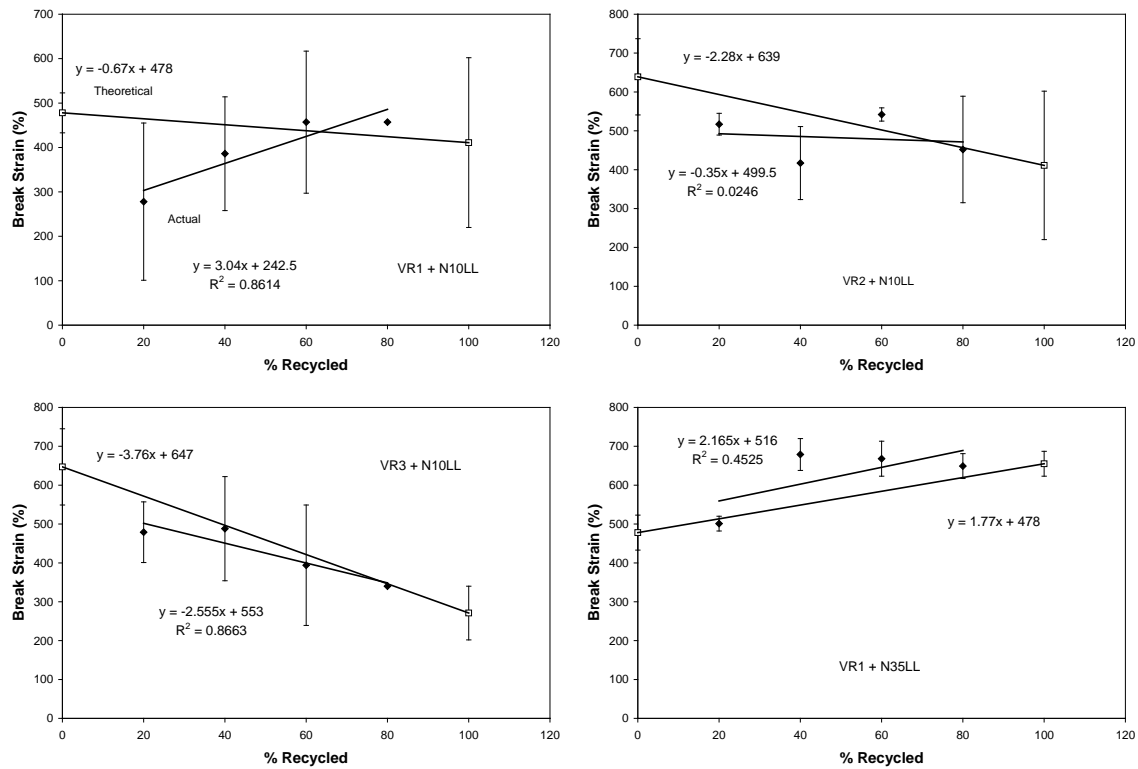 700
600
500
400
300
200
100
0
0 20 40 60 80 100 120
Break Strain (%)
% Recycled
y = -0.67x + 478
Theoretical
Actual
y = 3.04x + 242.5
R² = 0.8614
VR1 + N10LL
800
700
600
500
400
300
200
100
0
0 20 40 60 80 100 120
Break Strain (%)
% Recycled
y = -2.28x + 639
y = -0.35x + 499.5
R² = 0.0246
VR2 + N10LL
800
700
600
500
400
300
200
100
0
0 20 40 60 80 100 120
Break Strain (%)
% Recycled
y = -3.76x + 647
VR3 + N10LL
y = -2.555x + 553
R² = 0.8663
800
700
600
500
400
300
200
100
0
0 20 40 60 80 100 120
Break Strain (%)
% Recycled
y = 2.165x + 516
R² = 0.4525
y = 1.77x + 478
VR1 + N35LL